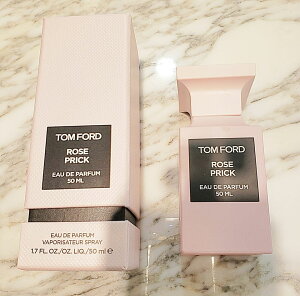 TOM FORD
ROSE
PRICK
EAU DE PARFUM
50 ML
EAU DE PARFUM
VAPORISATEUR SPRAY
1.7 FL.OZ./OZ. LIQ./50 ml e
TOM FORD
ROSE
PRICK
EAU DE PARFUM
50 ML